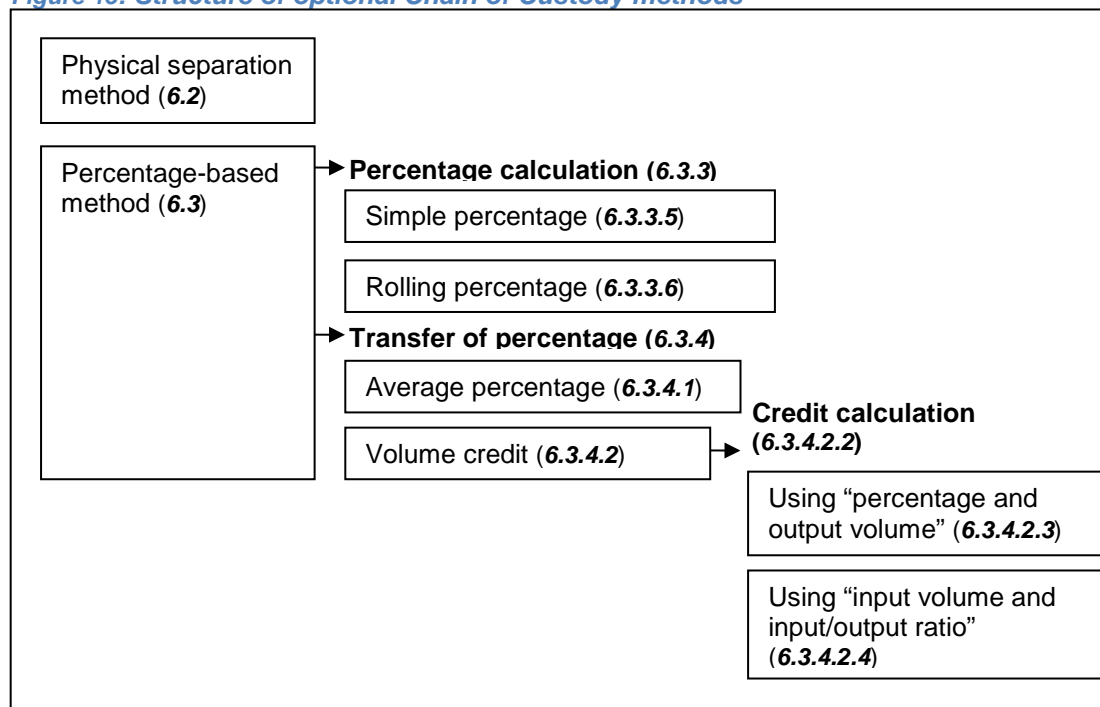 Figure 10: Structure of optional Chain of Custody methods
Physical separation
method (6.2)
Percentage-based
method (6.3)
Percentage calculation (6.3.3)
Simple percentage (6.3.3.5)
Rolling percentage (6.3.3.6)
Transfer of percentage (6.3.4)
Average percentage (6.3.4.1)
Volume credit (6.3.4.2)
Credit calculation
(6.3.4.2.2)
Using “percentage and
output volume” (6.3.4.2.3)
Using “input volume and
input/output ratio”
(6.3.4.2.4)